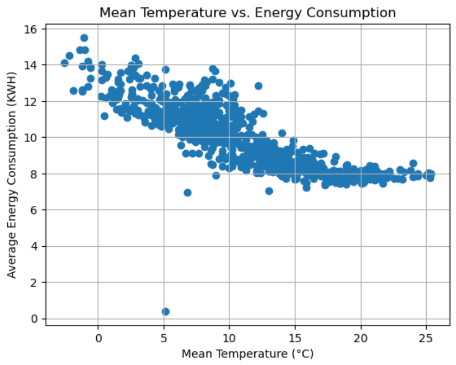 Mean Temperature vs. Energy Consumption
16
14
12
10
8
6
4
2
0
Average Energy Consumption (KWH)
0 5 10 15 20 25
Mean Temperature (°C)